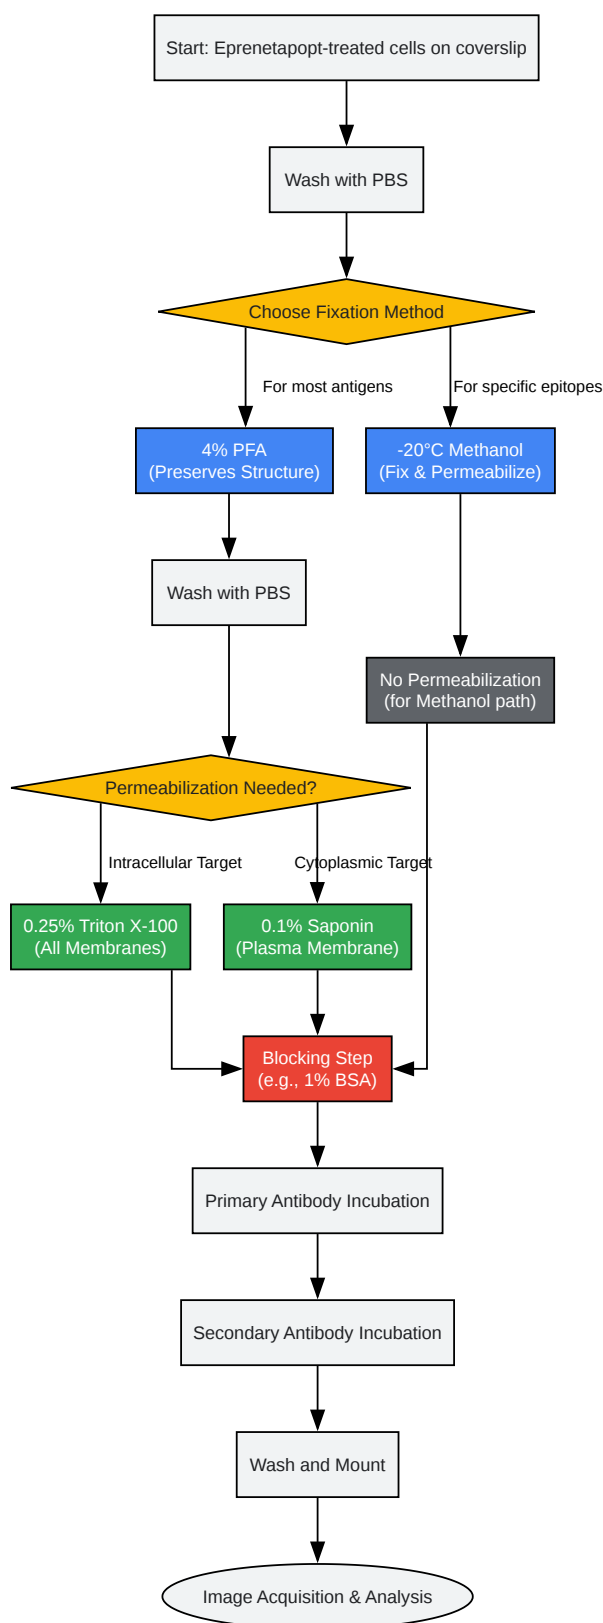 Start: Eprenetapopt-treated cells on coverslip
Wash with PBS
Choose Fixation Method
For most antigens
For specific epitopes
4% PFA
(Preserves Structure)
-20°C Methanol
(Fix & Permeabilize)
Wash with PBS
No Permeabilization
(for Methanol path)
Permeabilization Needed?
Intracellular Target
Cytoplasmic Target
0.25% Triton X-100
(All Membranes)
0.1% Saponin
(Plasma Membrane)
Blocking Step
(e.g., 1% BSA)
Primary Antibody Incubation
Secondary Antibody Incubation
Wash and Mount
Image Acquisition & Analysis